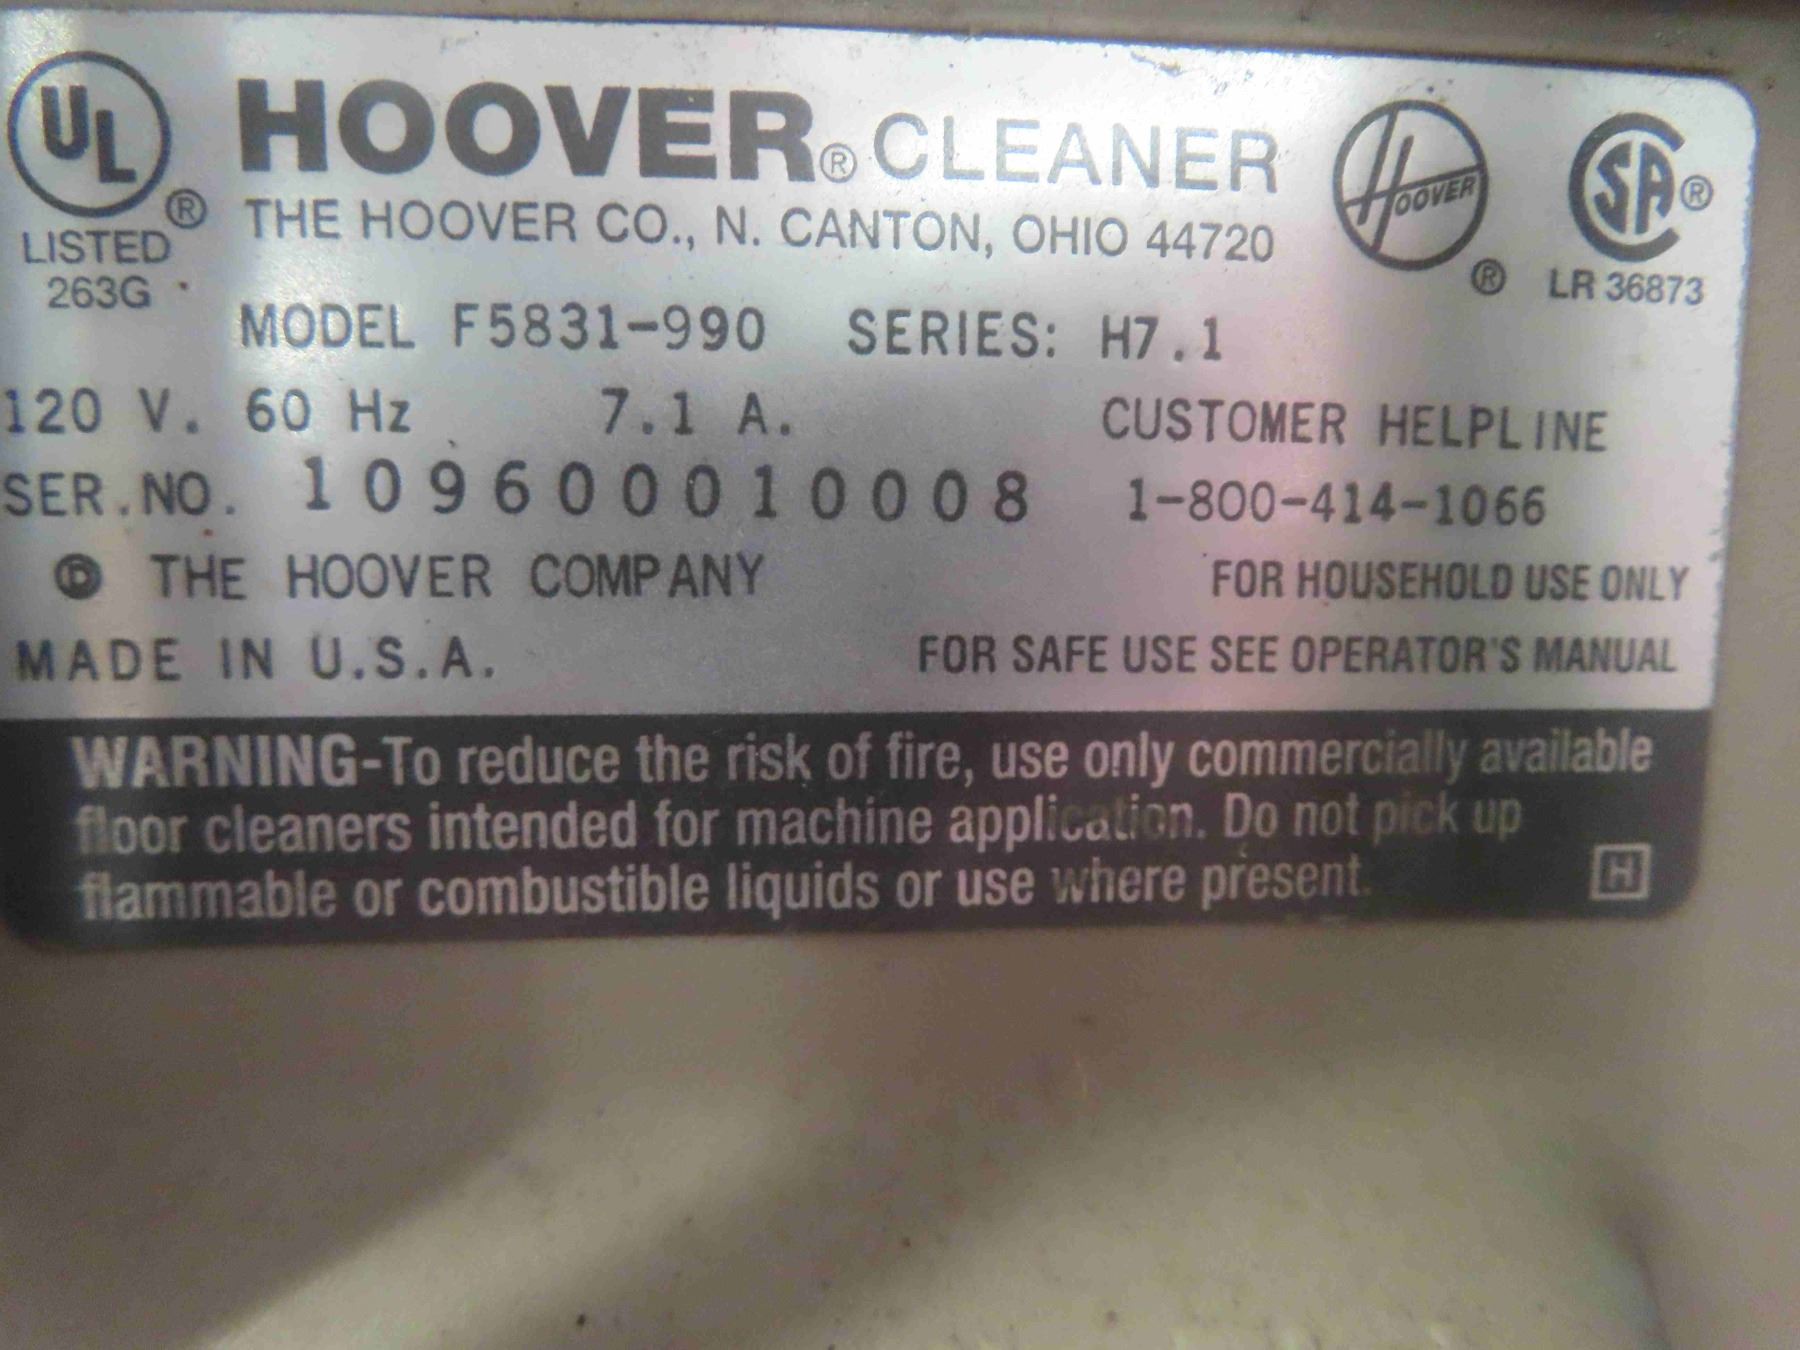 UL ®
LISTED
263G
HOOVER® CLEANER
THE HOOVER CO., N. CANTON, OHIO 44720
HOOVER ®
SA ®
LR 36873
MODEL F5831-990 SERIES: H7.1
120 V. 60 Hz 7.1 A. CUSTOMER HELPLINE
SER.NO. 109600010008 1-800-414-1066
Ⓓ THE HOOVER COMPANY FOR HOUSEHOLD USE ONLY
MADE IN U.S.A. FOR SAFE USE SEE OPERATOR'S MANUAL
WARNING-To reduce the risk of fire, use only commercially available
floor cleaners intended for machine application. Do not pick up
flammable or combustible liquids or use where present.
H